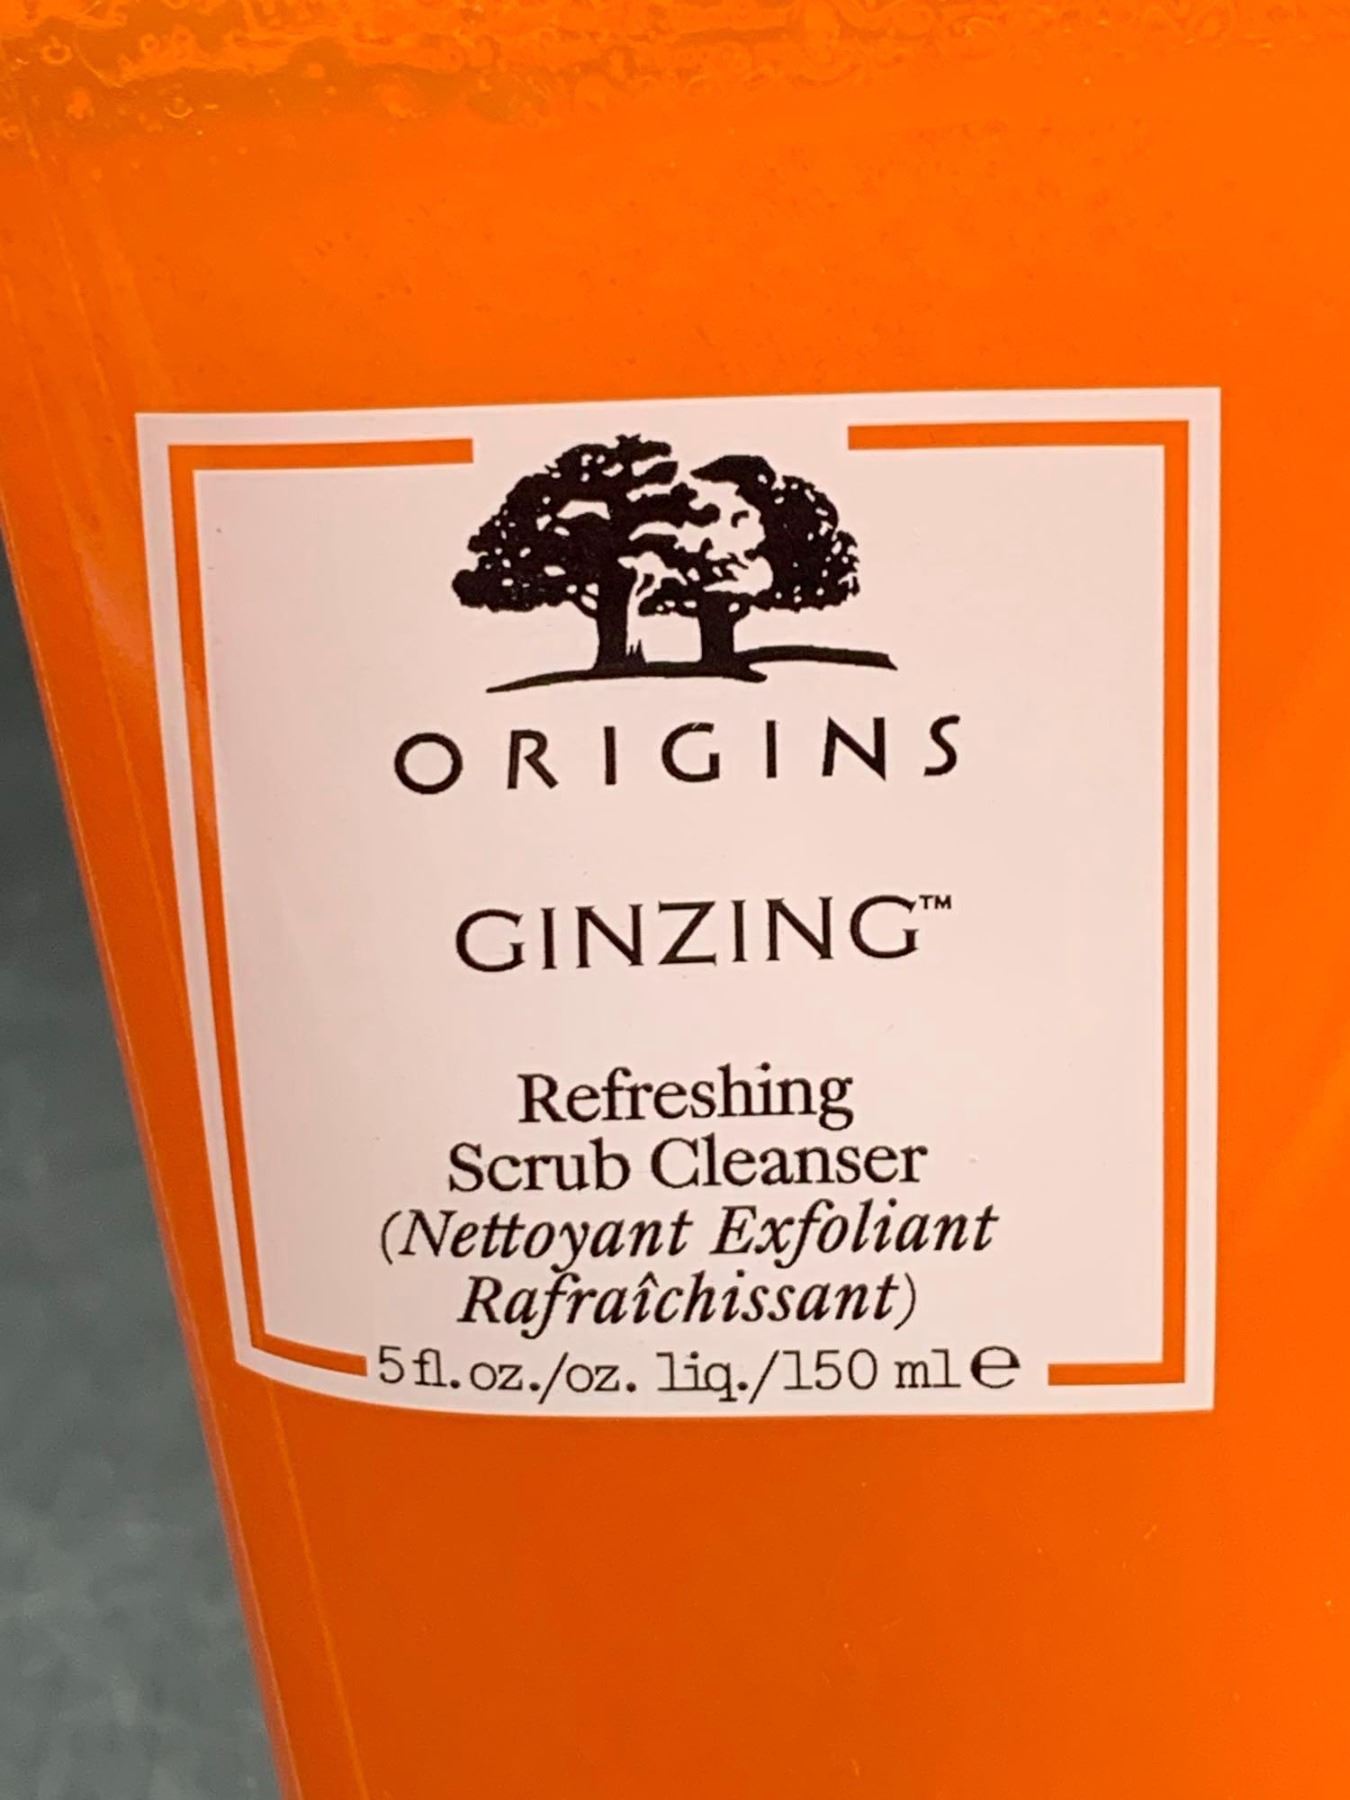 ORIGINS
GINZING™
Refreshing
Scrub Cleanser
(Nettoyant Exfoliant
Rafraîchissant)
5 fl. oz./oz. liq./150 ml ℮